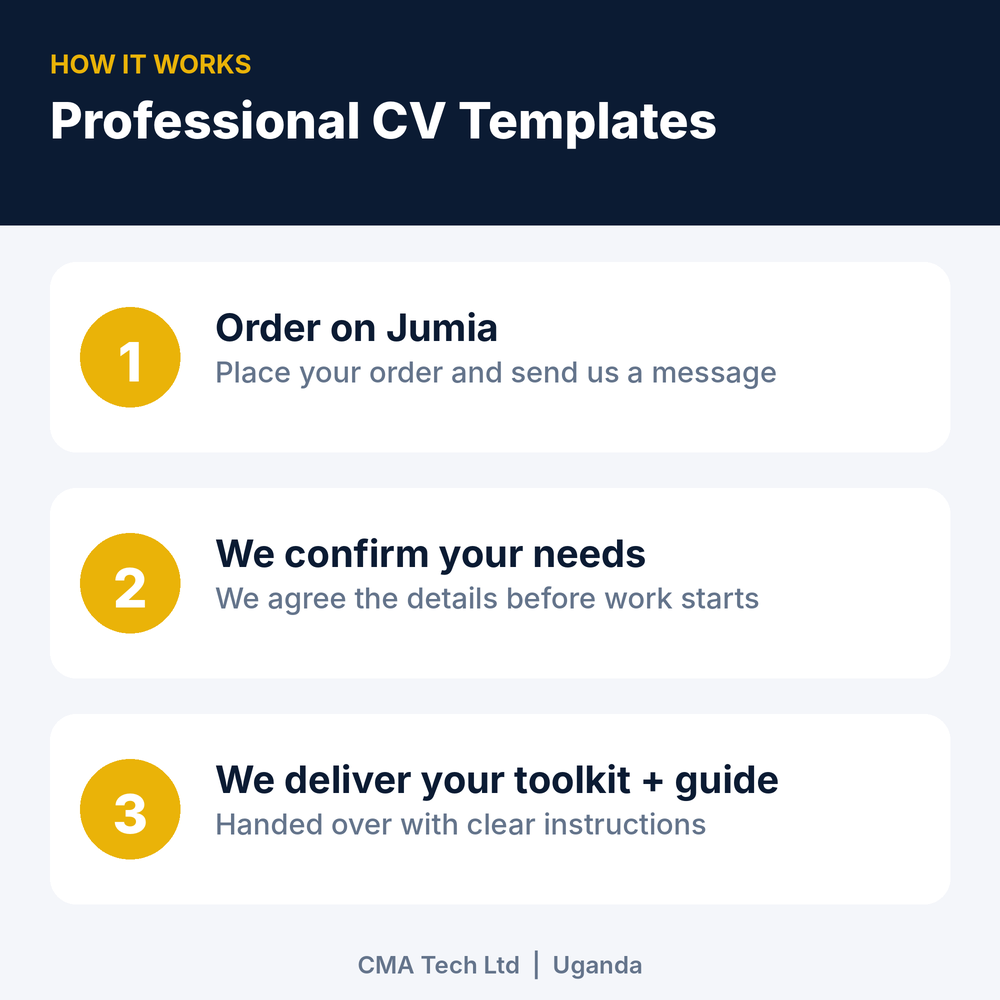 HOW IT WORKS
Professional CV Templates
1
Order on Jumia
Place your order and send us a message
2
We confirm your needs
We agree the details before work starts
3
We deliver your toolkit + guide
Handed over with clear instructions
CMA Tech Ltd | Uganda